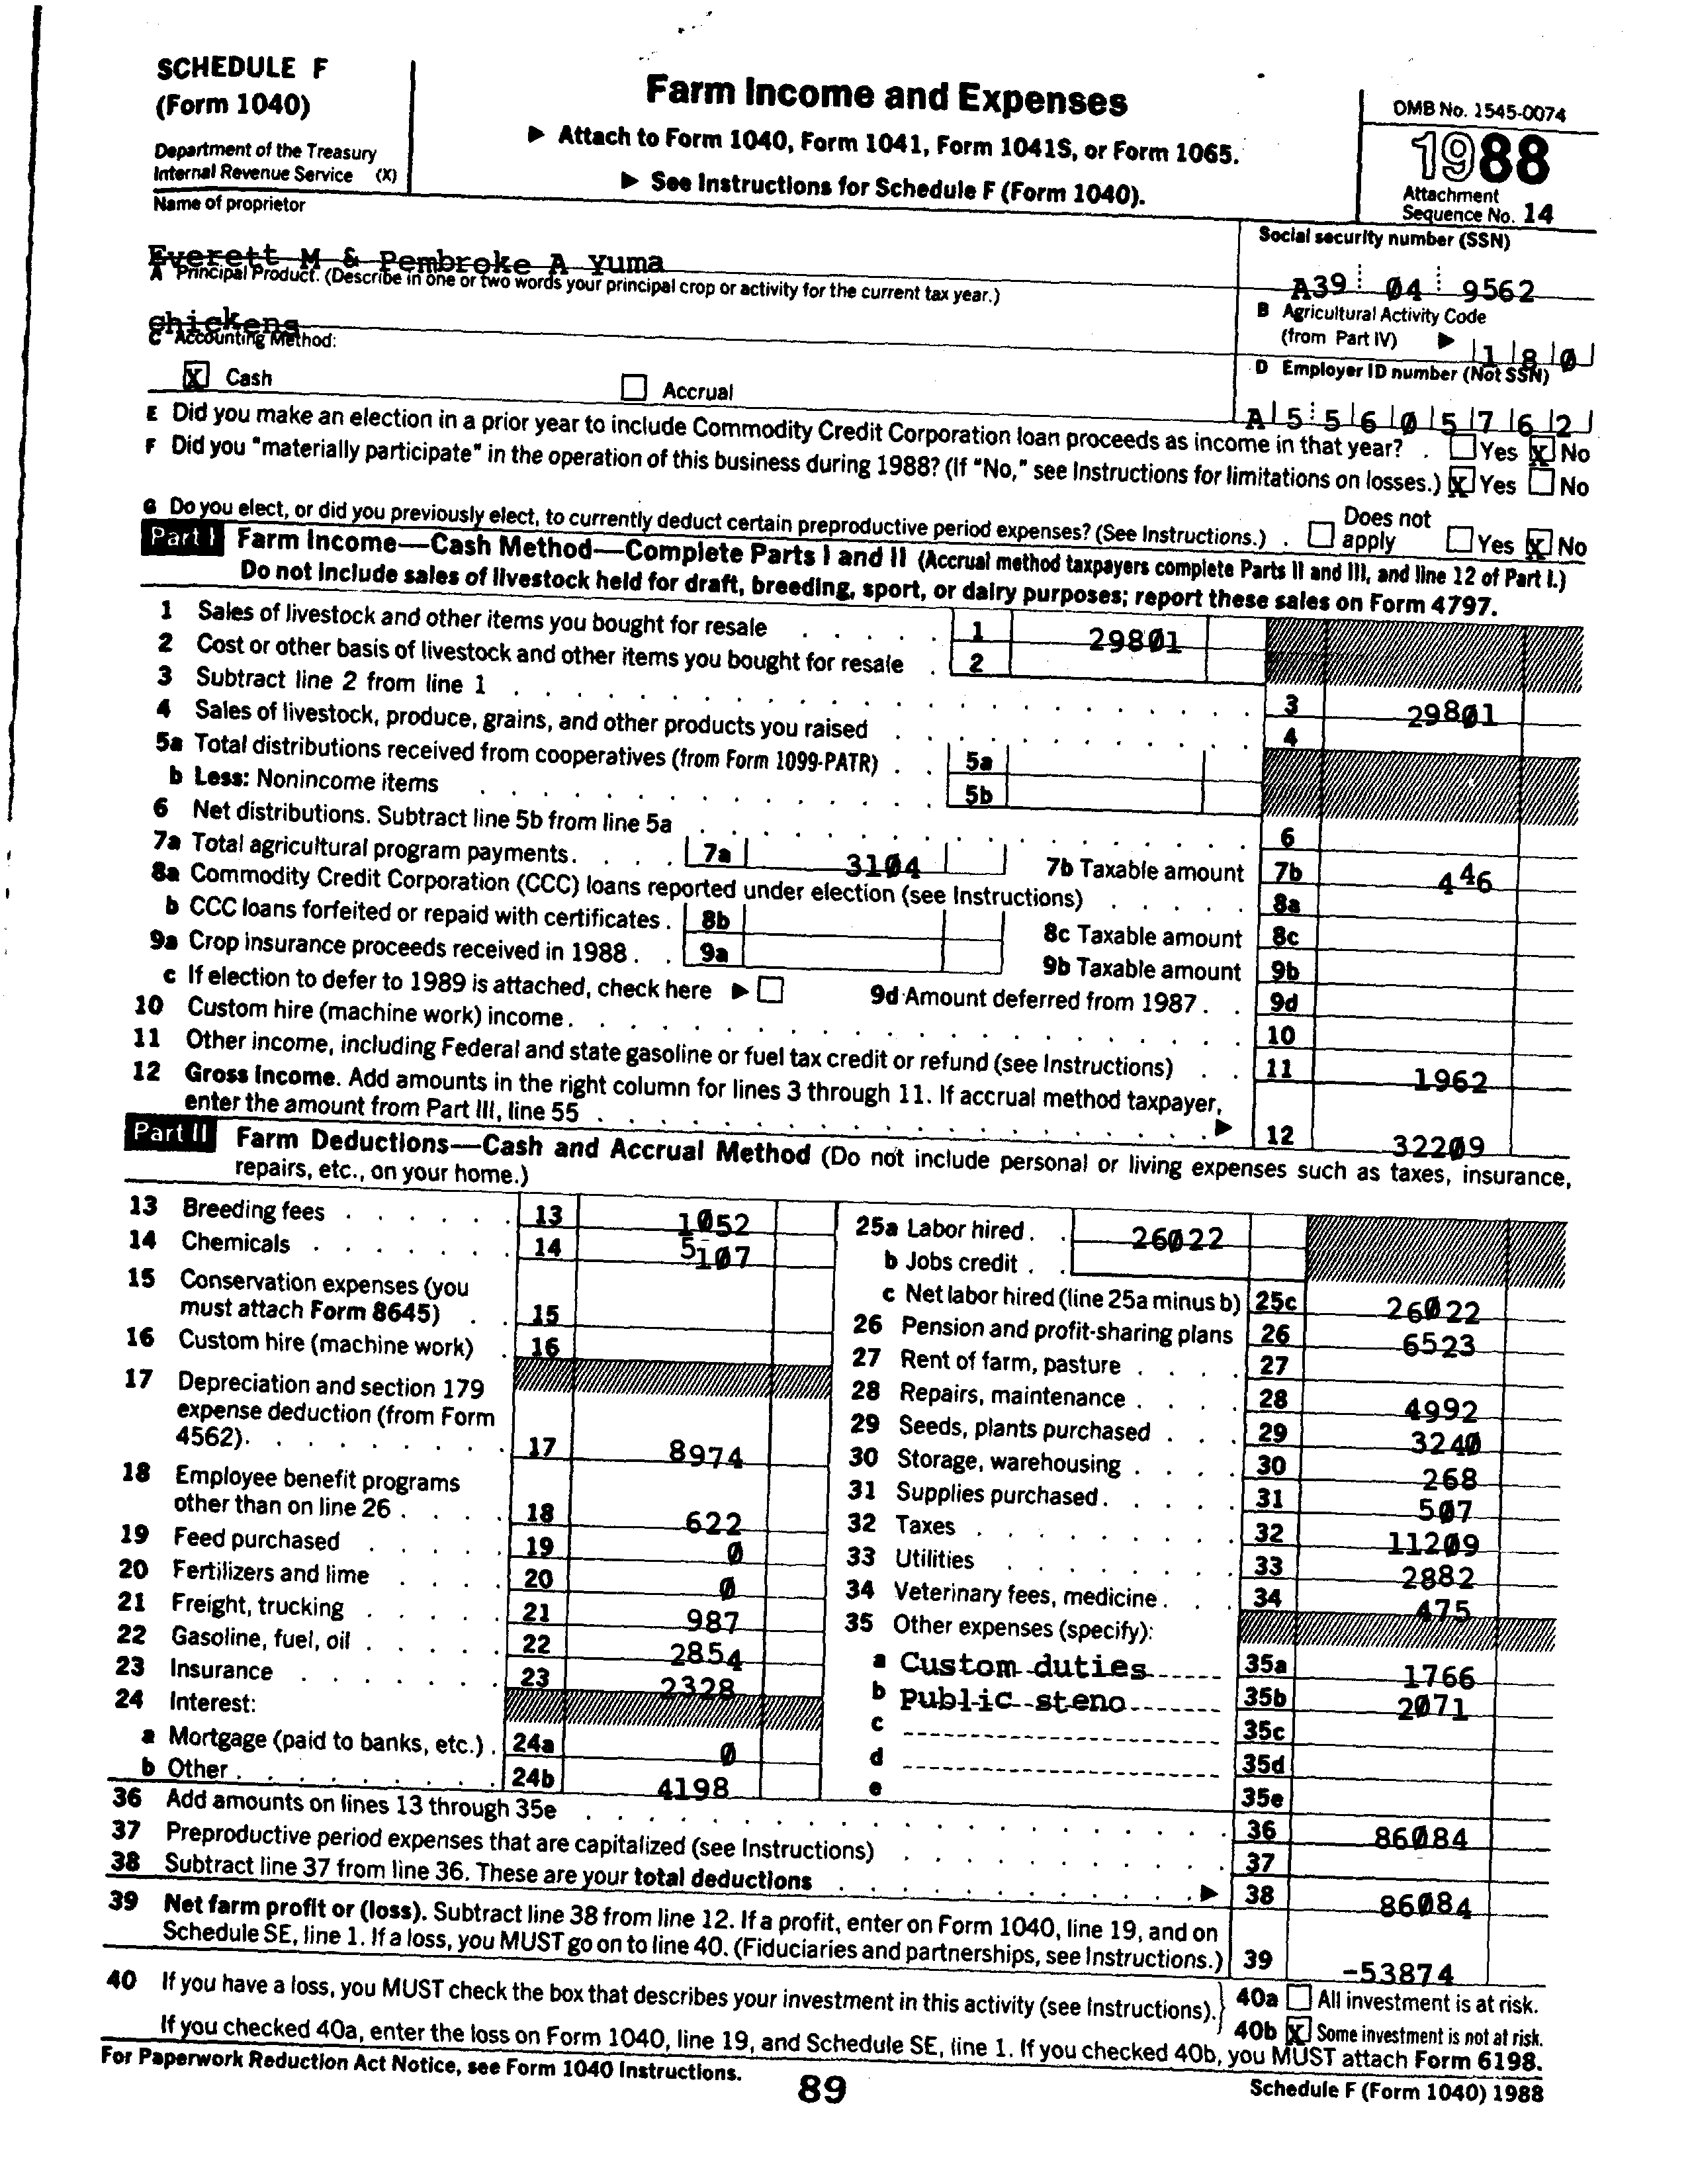 SCHEDULE F
(Form 1040)
Department of the Treasury
Internal Revenue Service (X)
Farm Income and Expenses
▶ Attach to Form 1040, Form 1041, Form 1041S, or Form 1065.
▶ See Instructions for Schedule F (Form 1040).
OMB No. 1545-0074
1988
Attachment
Sequence No. 14
Name of proprietor
Everett M & Pembroke A Yuma
Social security number (SSN)
A39 04 9562
A Principal Product. (Describe in one or two words your principal crop or activity for the current tax year.)
chickens
B Agricultural Activity Code
(from Part IV) ▶ 1 8 0
C Accounting Method:
X Cash Accrual
D Employer ID number (Not SSN)
A 5 5 6 0 5 7 6 2
E Did you make an election in a prior year to include Commodity Credit Corporation loan proceeds as income in that year? . Yes X No
F Did you "materially participate" in the operation of this business during 1988? (If "No," see Instructions for limitations on losses.) X Yes No
G Do you elect, or did you previously elect, to currently deduct certain preproductive period expenses? (See Instructions.) . Does not apply Yes X No
Part I Farm Income—Cash Method—Complete Parts I and II (Accrual method taxpayers complete Parts II and III, and line 12 of Part I.)
Do not include sales of livestock held for draft, breeding, sport, or dairy purposes; report these sales on Form 4797.
1 Sales of livestock and other items you bought for resale . . . . . 1 29801
2 Cost or other basis of livestock and other items you bought for resale . 2
3 Subtract line 2 from line 1 . . . . . 3 29801
4 Sales of livestock, produce, grains, and other products you raised . . . . . 4
5a Total distributions received from cooperatives (from Form 1099-PATR) . . 5a
b Less: Nonincome items . . . . . 5b
6 Net distributions. Subtract line 5b from line 5a . . . . . 6
7a Total agricultural program payments. . . . . 7a 3104 7b Taxable amount 7b 446
8a Commodity Credit Corporation (CCC) loans reported under election (see Instructions) . . . . . 8a
b CCC loans forfeited or repaid with certificates . 8b 8c Taxable amount 8c
9a Crop insurance proceeds received in 1988 . . 9a 9b Taxable amount 9b
c If election to defer to 1989 is attached, check here ▶ 9d Amount deferred from 1987 . . 9d
10 Custom hire (machine work) income . . . . . 10
11 Other income, including Federal and state gasoline or fuel tax credit or refund (see Instructions) . . 11 1962
12 Gross Income. Add amounts in the right column for lines 3 through 11. If accrual method taxpayer,
enter the amount from Part III, line 55 . . . . . ▶ 12 32209
Part II Farm Deductions—Cash and Accrual Method (Do not include personal or living expenses such as taxes, insurance,
repairs, etc., on your home.)
13 Breeding fees . . . . . 13 1052
14 Chemicals . . . . . 14 5107
15 Conservation expenses (you
must attach Form 8645) . . 15
16 Custom hire (machine work) . 16
17 Depreciation and section 179
expense deduction (from Form
4562). . . . . 17 8974
18 Employee benefit programs
other than on line 26 . . . . 18 622
19 Feed purchased . . . . . 19 0
20 Fertilizers and lime . . . . 20 0
21 Freight, trucking . . . . . 21 987
22 Gasoline, fuel, oil . . . . . 22 2854
23 Insurance . . . . . 23 2328
24 Interest:
a Mortgage (paid to banks, etc.) . 24a 0
b Other . . . . . 24b 4198
25a Labor hired . . 26022
b Jobs credit . .
c Net labor hired (line 25a minus b) 25c 26022
26 Pension and profit-sharing plans 26 6523
27 Rent of farm, pasture . . . . 27
28 Repairs, maintenance . . . . 28 4992
29 Seeds, plants purchased . . . 29 3240
30 Storage, warehousing . . . . 30 268
31 Supplies purchased . . . . . 31 507
32 Taxes . . . . . 32 11209
33 Utilities . . . . . 33 2882
34 Veterinary fees, medicine . . . 34 475
35 Other expenses (specify):
a Custom duties 35a 1766
b public steno 35b 2071
c 35c
d 35d
e 35e
36 Add amounts on lines 13 through 35e . . . . . 36 86084
37 Preproductive period expenses that are capitalized (see Instructions) . . . . . 37
38 Subtract line 37 from line 36. These are your total deductions . . . . . ▶ 38 86084
39 Net farm profit or (loss). Subtract line 38 from line 12. If a profit, enter on Form 1040, line 19, and on
Schedule SE, line 1. If a loss, you MUST go on to line 40. (Fiduciaries and partnerships, see Instructions.) 39 -53874
40 If you have a loss, you MUST check the box that describes your investment in this activity (see Instructions). 40a All investment is at risk.
40b X Some investment is not at risk.
If you checked 40a, enter the loss on Form 1040, line 19, and Schedule SE, line 1. If you checked 40b, you MUST attach Form 6198.
For Paperwork Reduction Act Notice, see Form 1040 Instructions.
89
Schedule F (Form 1040) 1988